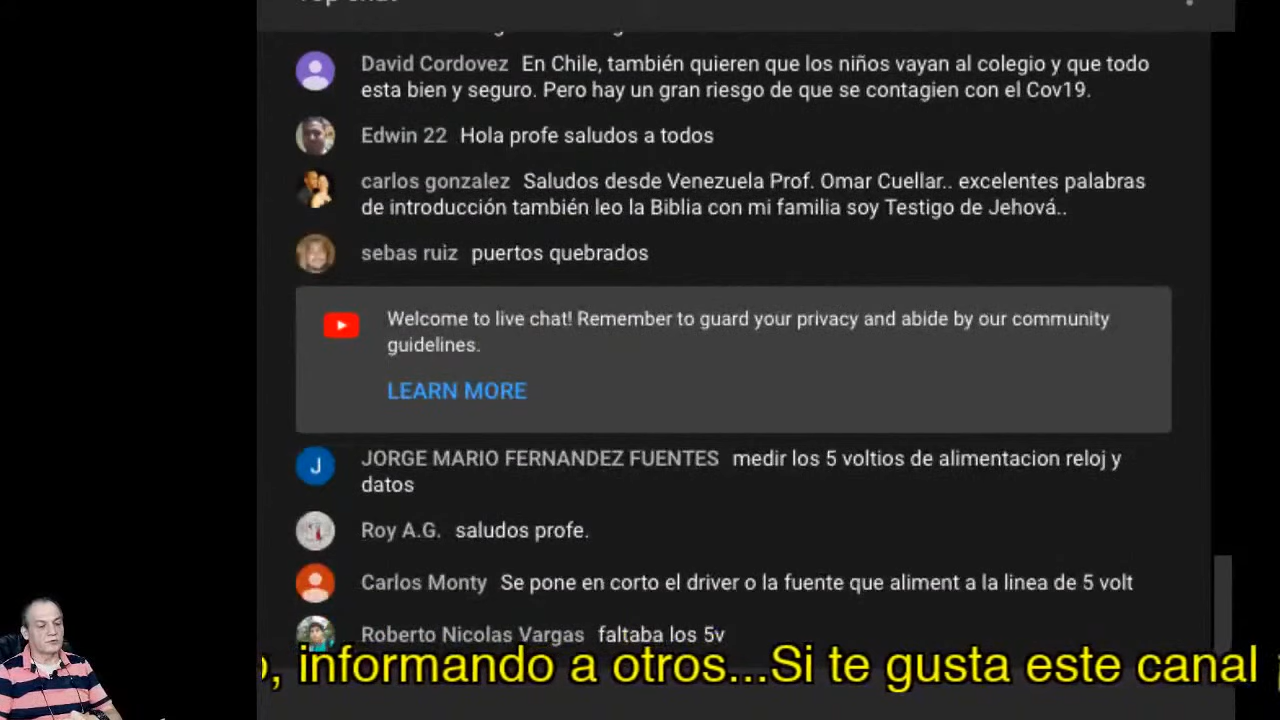 Top chat
David Cordovez En Chile, también quieren que los niños vayan al colegio y que todo
esta bien y seguro. Pero hay un gran riesgo de que se contagien con el Cov19.
Edwin 22 Hola profe saludos a todos
carlos gonzalez Saludos desde Venezuela Prof. Omar Cuellar.. excelentes palabras
de introducción también leo la Biblia con mi familia soy Testigo de Jehová..
sebas ruiz puertos quebrados
Welcome to live chat! Remember to guard your privacy and abide by our community
guidelines.
LEARN MORE
J
JORGE MARIO FERNANDEZ FUENTES medir los 5 voltios de alimentacion reloj y
datos
Roy A.G. saludos profe.
Carlos Monty Se pone en corto el driver o la fuente que aliment a la linea de 5 volt
Roberto Nicolas Vargas faltaba los 5v
, informando a otros...Si te gusta este canal ¡